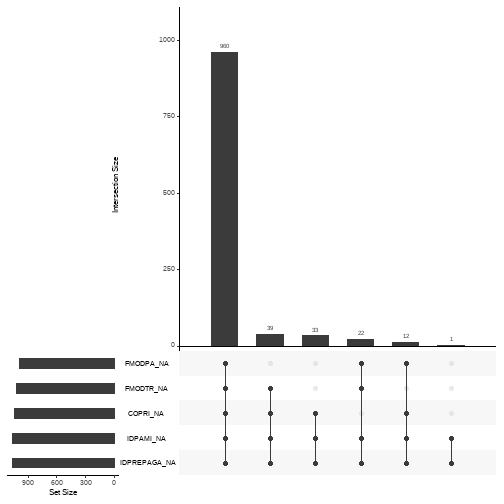 1000
960
750
Intersection Size
500
250
39
33
22
12
1
0
FMODPA_NA
FMODTR_NA
COPRI_NA
IDPAMI_NA
IDPREPAGA_NA
900 600 300 0
Set Size